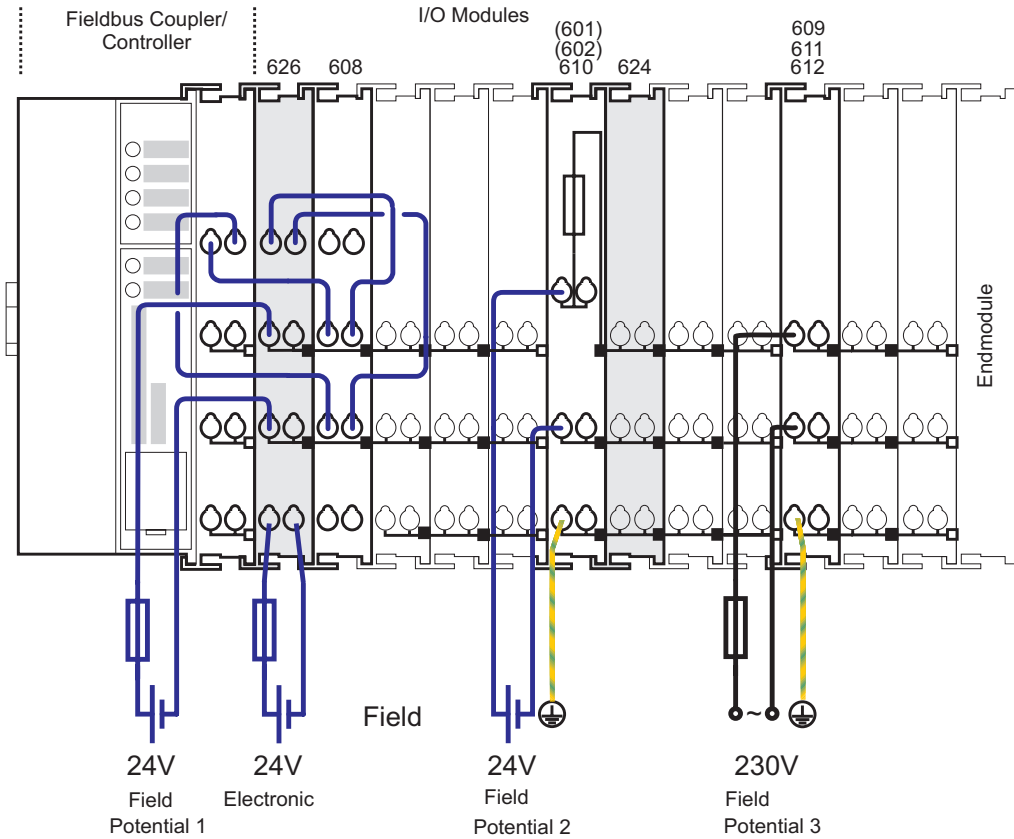 Fieldbus Coupler/
Controller
I/O Modules
626
608
(601)
(602)
610
624
609
611
612
Endmodule
Field
~
24V
Field
Potential 1
24V
Electronic
24V
Field
Potential 2
230V
Field
Potential 3